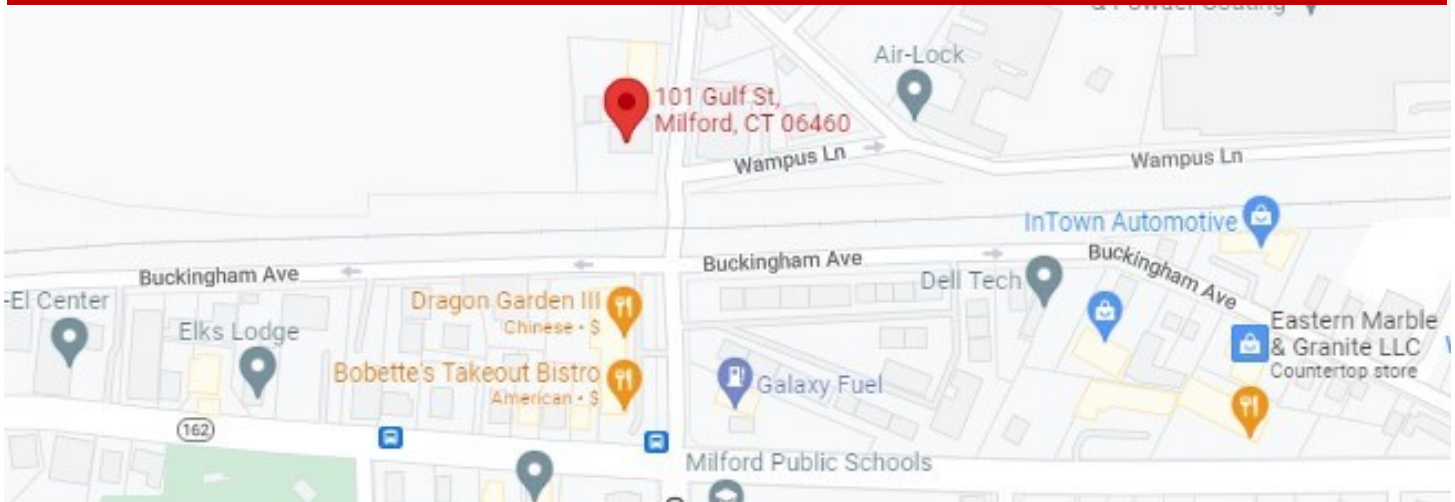 & Powder Coating
Air-Lock
101 Gulf St,
Milford, CT 06460
Wampus Ln
Wampus Ln
InTown Automotive
Buckingham Ave
Buckingham Ave
Buckingham Ave
Dell Tech
-El Center
Dragon Garden III
Chinese · $
Elks Lodge
Eastern Marble
& Granite LLC
Countertop store
Bobette's Takeout Bistro
American · $
Galaxy Fuel
162
Milford Public Schools